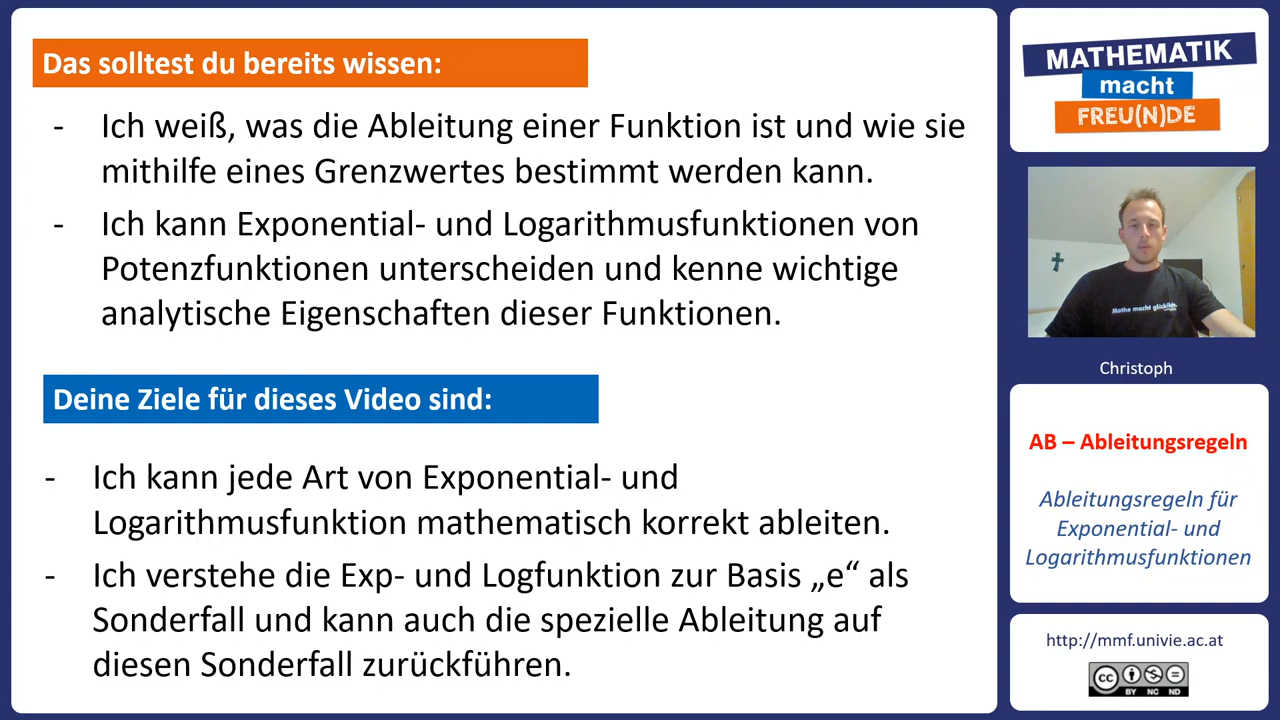 Das solltest du bereits wissen:
- Ich weiß, was die Ableitung einer Funktion ist und wie sie
mithilfe eines Grenzwertes bestimmt werden kann.
- Ich kann Exponential- und Logarithmusfunktionen von
Potenzfunktionen unterscheiden und kenne wichtige
analytische Eigenschaften dieser Funktionen.
Deine Ziele für dieses Video sind:
- Ich kann jede Art von Exponential- und
Logarithmusfunktion mathematisch korrekt ableiten.
- Ich verstehe die Exp- und Logfunktion zur Basis „e“ als
Sonderfall und kann auch die spezielle Ableitung auf
diesen Sonderfall zurückführen.
MATHEMATIK
macht
FREU(N)DE
Mathe macht glücklich.
Christoph
AB – Ableitungsregeln
Ableitungsregeln für
Exponential- und
Logarithmusfunktionen
http://mmf.univie.ac.at
cc
BY NC ND